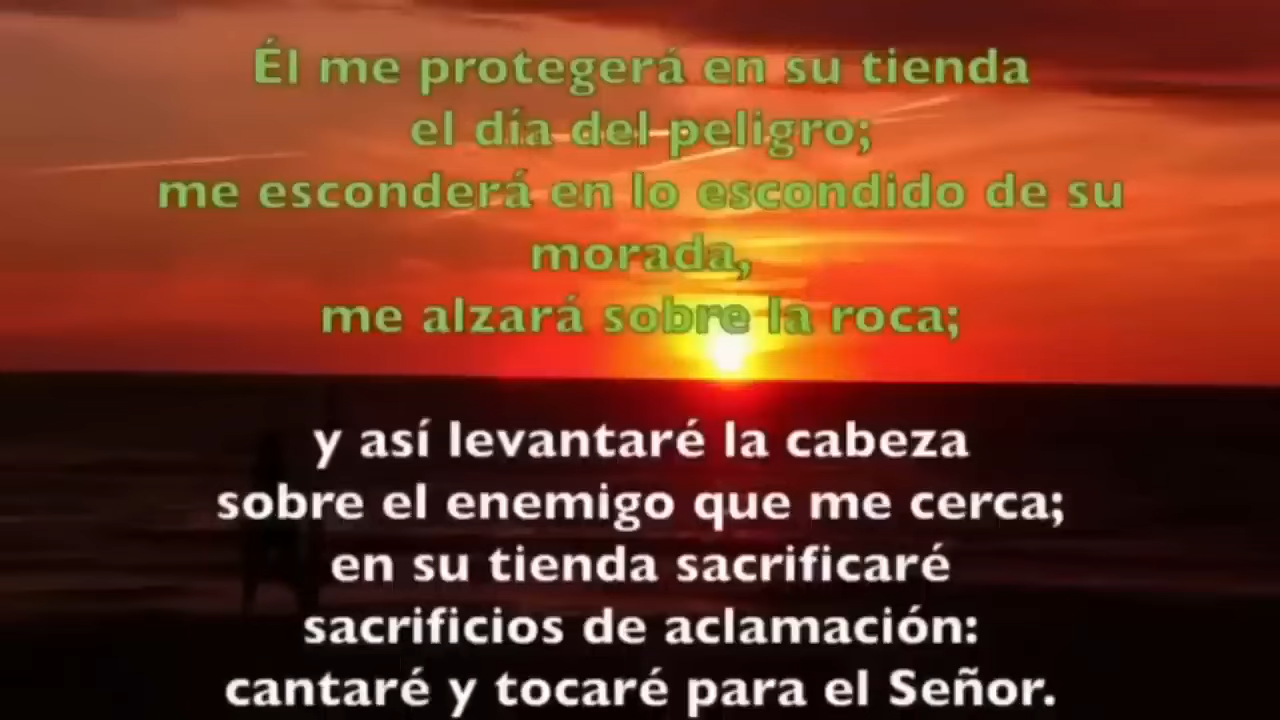 Él me protegerá en su tienda
el día del peligro;
me esconderá en lo escondido de su
morada,
me alzará sobre la roca;
y así levantaré la cabeza
sobre el enemigo que me cerca;
en su tienda sacrificaré
sacrificios de aclamación:
cantaré y tocaré para el Señor.